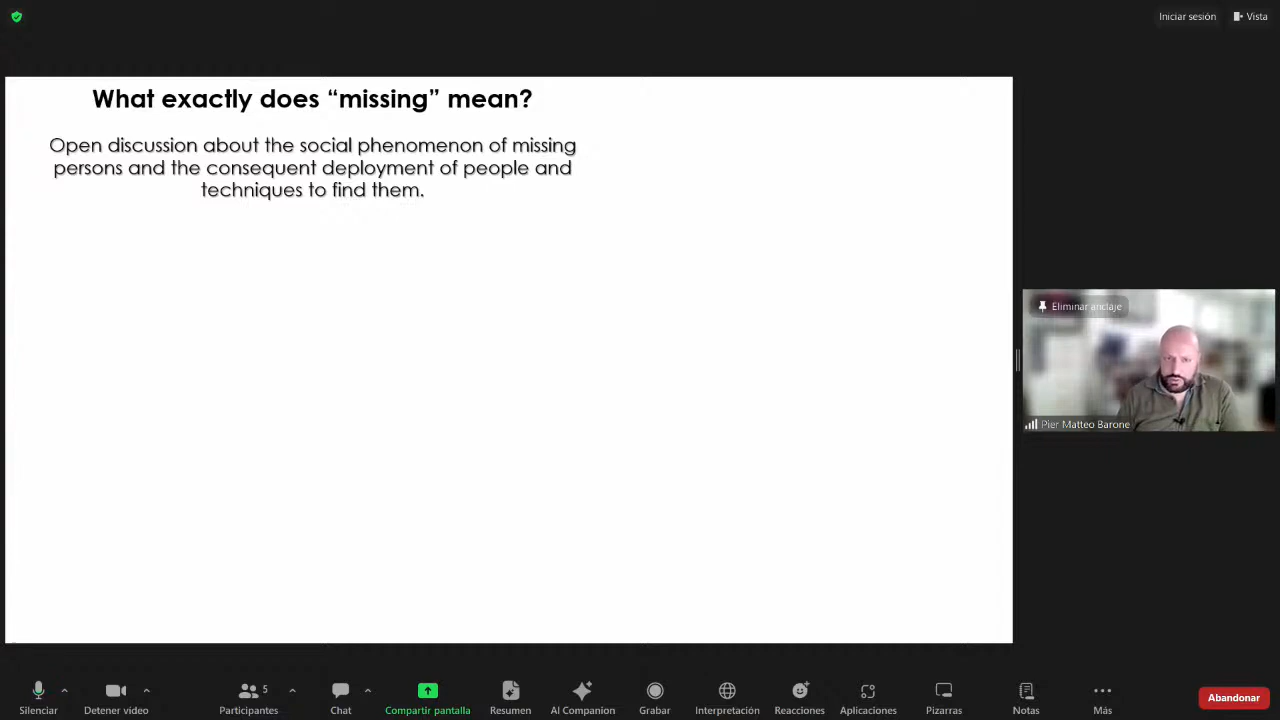 Iniciar sesión
Vista
What exactly does “missing” mean?
Open discussion about the social phenomenon of missing
persons and the consequent deployment of people and
techniques to find them.
Eliminar anclaje
Pier Matteo Barone
Silenciar
Detener video
Participantes
5
Chat
Compartir pantalla
Resumen
AI Companion
Grabar
Interpretación
Reacciones
Aplicaciones
Pizarras
Notas
Más
Abandonar